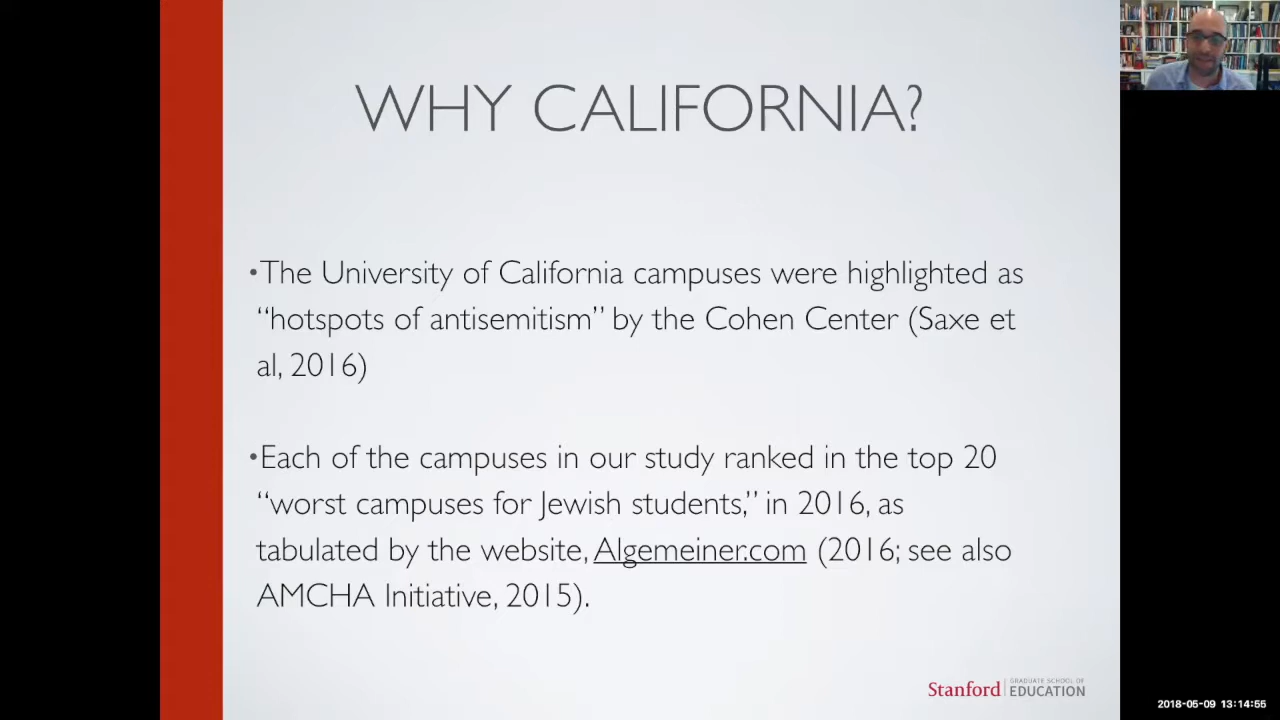 WHY CALIFORNIA?
•The University of California campuses were highlighted as
“hotspots of antisemitism” by the Cohen Center (Saxe et
al, 2016)
•Each of the campuses in our study ranked in the top 20
“worst campuses for Jewish students,” in 2016, as
tabulated by the website, Algemeiner.com (2016; see also
AMCHA Initiative, 2015).
Stanford
GRADUATE SCHOOL OF
EDUCATION
2018-05-09 13:14:55